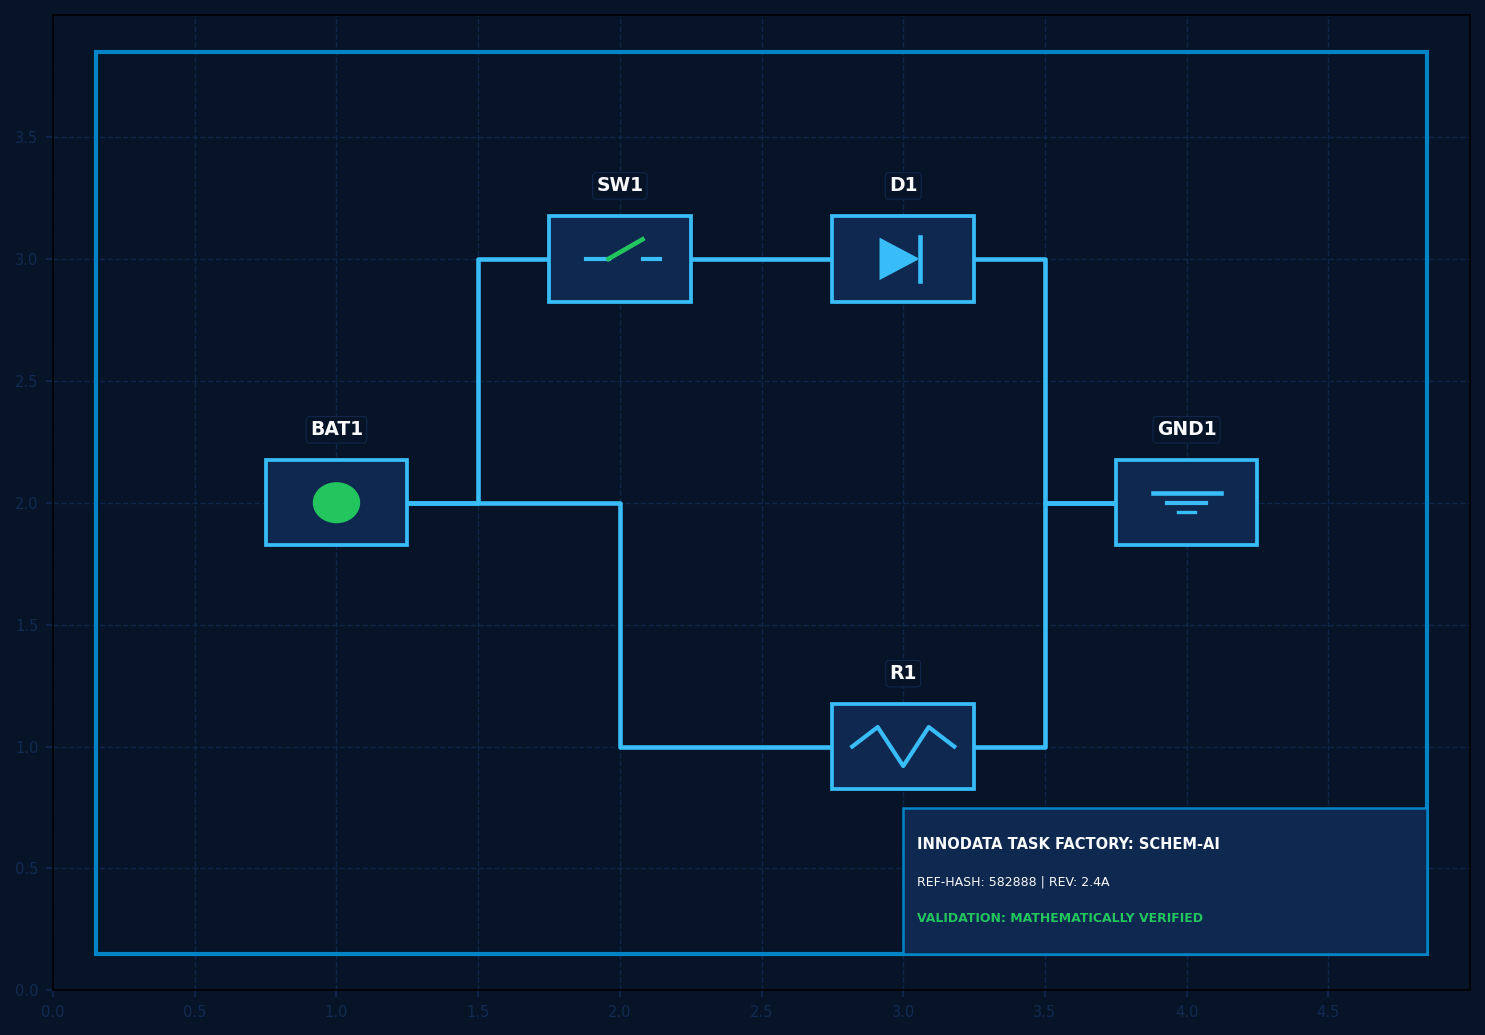 SW1 D1
BAT1 GND1
R1
INNODATA TASK FACTORY: SCHEM-AI
REF-HASH: 582888 | REV: 2.4A
VALIDATION: MATHEMATICALLY VERIFIED
3.5
3.0
2.5
2.0
1.5
1.0
0.5
0.0
0.0 0.5 1.0 1.5 2.0 2.5 3.0 3.5 4.0 4.5